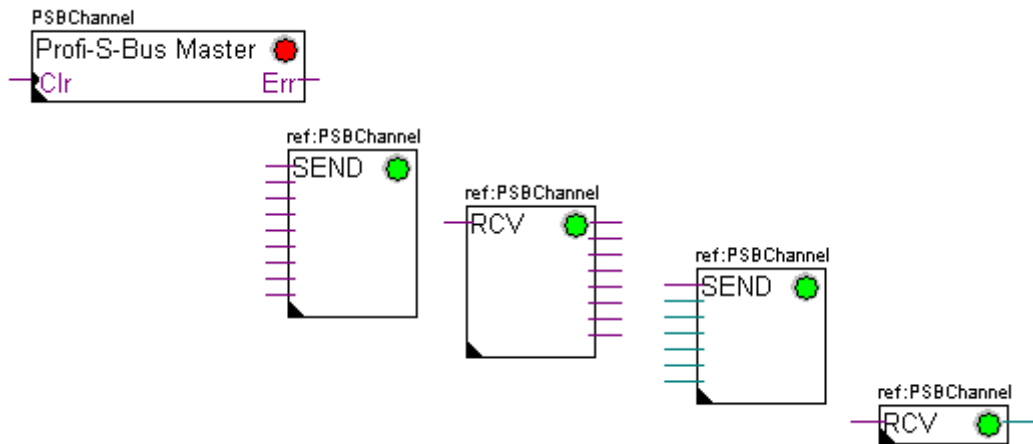 PSBChannel
Profi-S-Bus Master
Clr Err
ref:PSBChannel
SEND
ref:PSBChannel
RCV
ref:PSBChannel
SEND
ref:PSBChannel
RCV